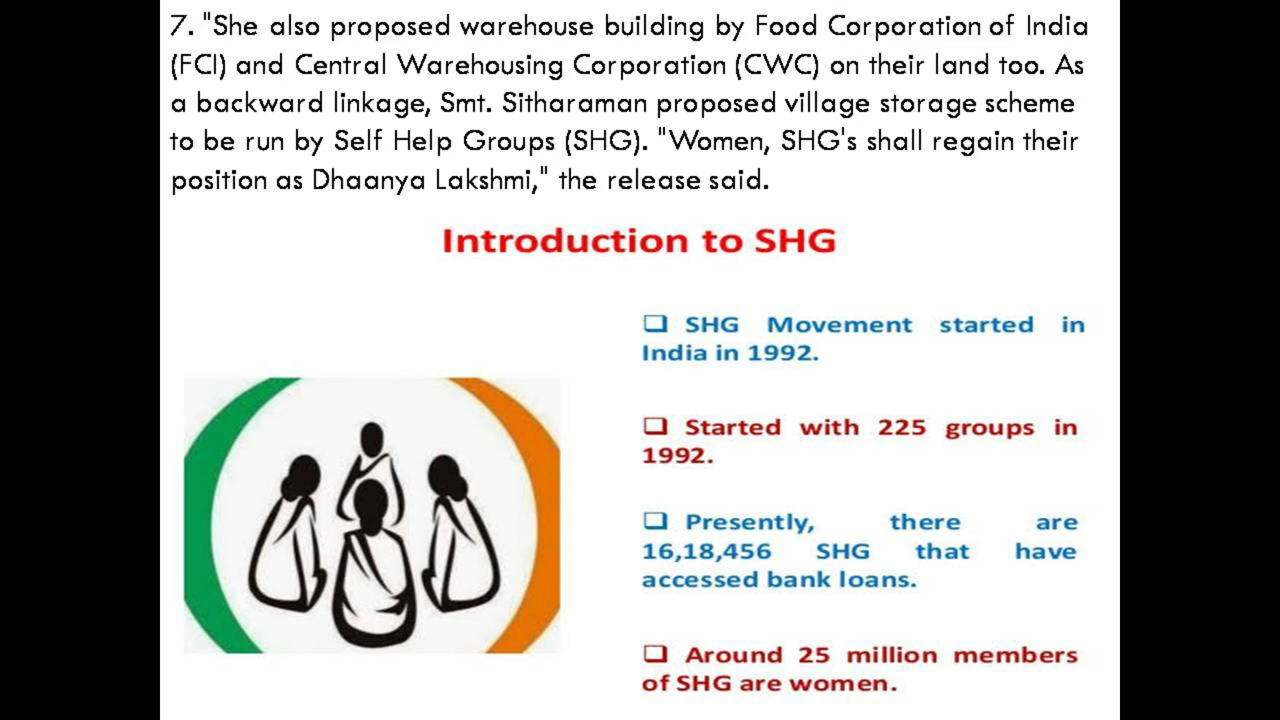 7. "She also proposed warehouse building by Food Corporation of India
(FCI) and Central Warehousing Corporation (CWC) on their land too. As
a backward linkage, Smt. Sitharaman proposed village storage scheme
to be run by Self Help Groups (SHG). "Women, SHG's shall regain their
position as Dhaanya Lakshmi," the release said.
Introduction to SHG
❑ SHG Movement started in
India in 1992.
❑ Started with 225 groups in
1992.
❑ Presently, there are
16,18,456 SHG that have
accessed bank loans.
❑ Around 25 million members
of SHG are women.